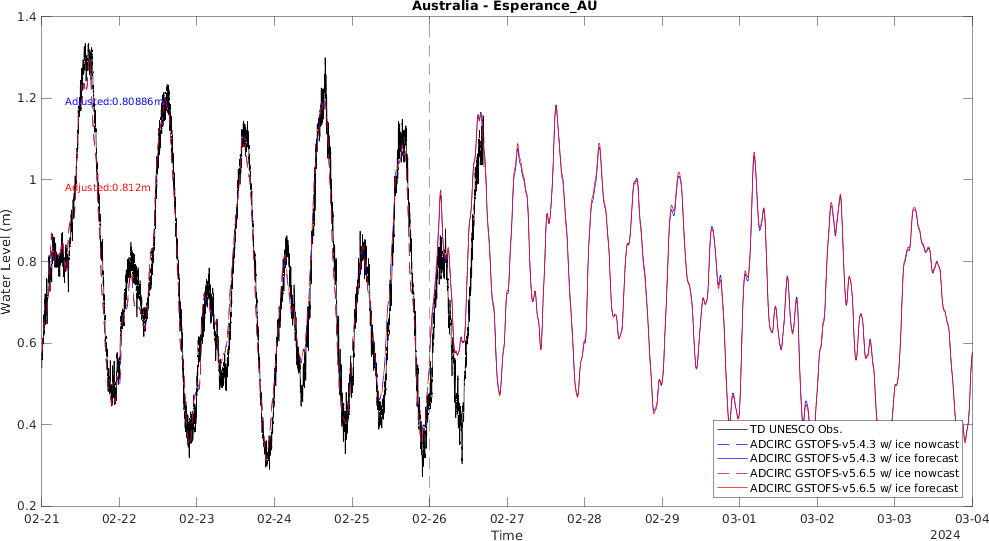 Australia - Esperance_AU
Water Level (m)
1.4
1.2
1
0.8
0.6
0.4
0.2
Adjusted:0.80886m
Adjusted:0.812m
TD UNESCO Obs.
ADCIRC GSTOFS-v5.4.3 w/ ice nowcast
ADCIRC GSTOFS-v5.4.3 w/ ice forecast
ADCIRC GSTOFS-v5.6.5 w/ ice nowcast
ADCIRC GSTOFS-v5.6.5 w/ ice forecast
02-21 02-22 02-23 02-24 02-25 02-26 02-27 02-28 02-29 03-01 03-02 03-03 03-04
Time
2024